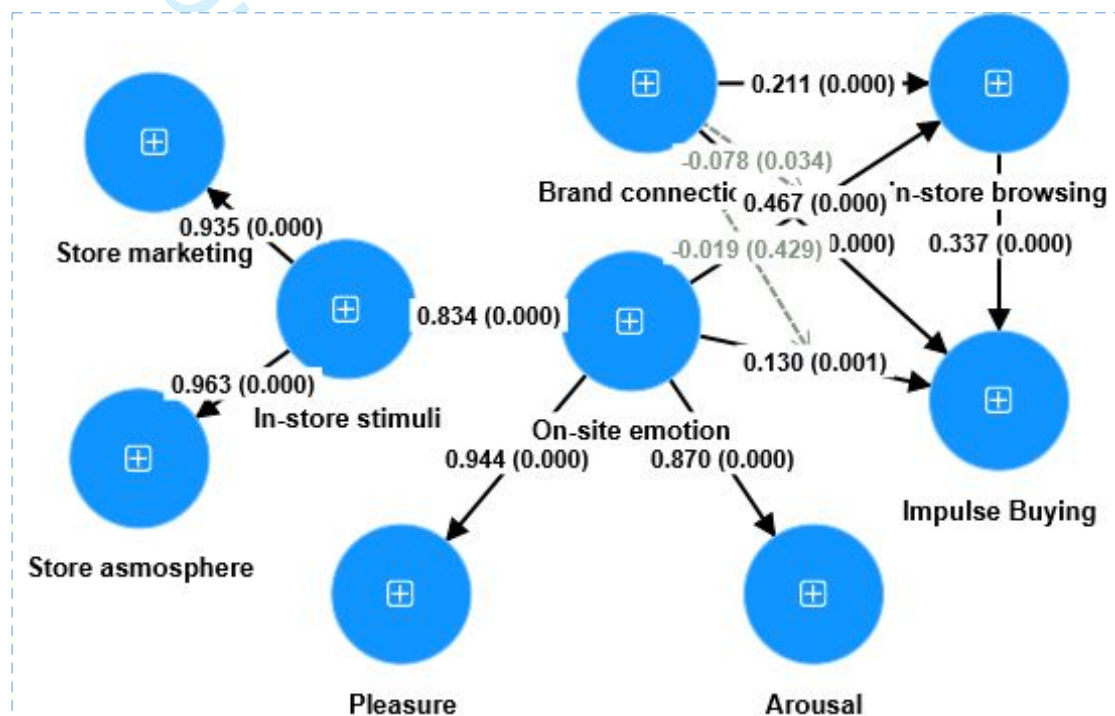 0.211 (0.000)
-0.078 (0.034)
Brand connectic
0.467 (0.000)
n-store browsing
0.935 (0.000)
Store marketing
-0.019 (0.429)
0.000)
0.337 (0.000)
0.834 (0.000)
0.130 (0.001)
0.963 (0.000)
In-store stimuli
On-site emotion
0.944 (0.000)
0.870 (0.000)
Impulse Buying
Store asmosphere
Pleasure
Arousal